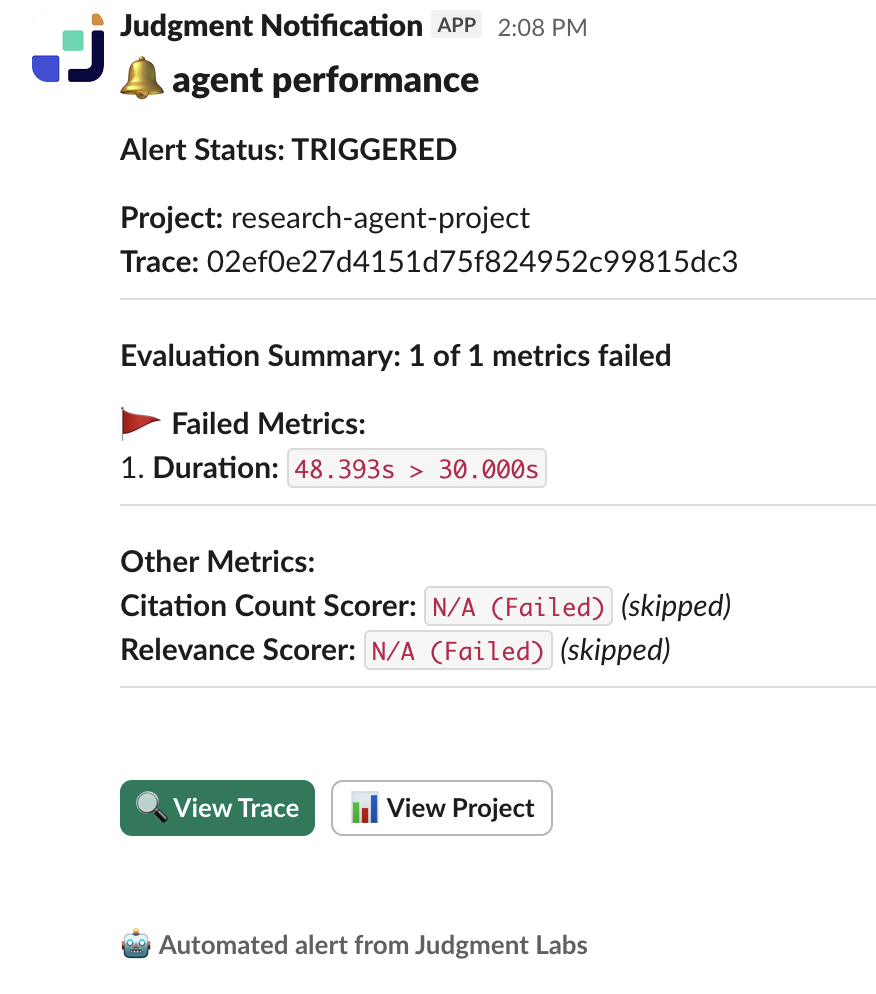 Judgment Notification APP 2:08 PM
agent performance
Alert Status: TRIGGERED
Project: research-agent-project
Trace: 02ef0e27d4151d75f824952c99815dc3
Evaluation Summary: 1 of 1 metrics failed
Failed Metrics:
1. Duration: 48.393s > 30.000s
Other Metrics:
Citation Count Scorer: N/A (Failed) (skipped)
Relevance Scorer: N/A (Failed) (skipped)
View Trace View Project
Automated alert from Judgment Labs